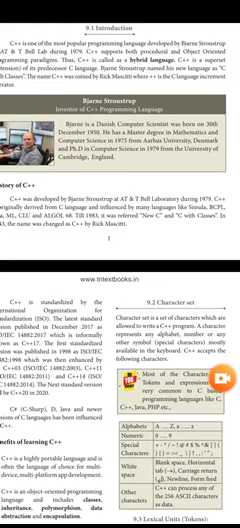 9.1 Introduction
C++ is one of the most popular programming language developed by Bjarne Stroustrup
AT & T Bell Lab during 1979. C++ supports both procedural and Object Oriented
ogramming paradigms. Thus, C++ is called as a hybrid language. C++ is a superset
tension) of its predecessor C language. Bjarne Stroustrup named his new language as "C
th Classes". The name C++ was coined by Rick Mascitti where ++ is the C language increment
erator.
Bjarne Stroustrup
Inventor of C++ Programming Language
Bjarne is a Danish Computer Scientist was born on 30th
December 1950. He has a Master degree in Mathematics and
Computer Science in 1975 from Aarhus University, Denmark
and Ph.D in Computer Science in 1979 from the University of
Cambridge, England.
1
story of C++
C++ was developed by Bjarne Stroustrup at AT & T Bell Laboratory during 1979. C++
originally derived from C language and influenced by many languages like Simula, BCPL,
a, ML, CLU and ALGOL 68. Till 1983, it was referred "New C" and "C with Classes". In
83, the name was changed as C++ by Rick Mascitti.
www.tntextbooks.in
C++ is standardized by the
ternational Organization for
andardization (ISO). The latest standard
sion published in December 2017 as
O/IEC 14882:2017 which is informally
own as C++17. The first standardized
sion was published in 1998 as ISO/IEC
882:1998 which was then enhanced by
C++03 (ISO/IEC 14882:2003), C++11
SO/IEC 14882:2011) and C++14 (ISO/
C 14882:2014). The Next standard version
l be C++20 in 2020.
C# (C-Sharp), D, Java and newer
sions of C languages has been influenced
C++.
enefits of learning C++
C++ is a highly portable language and is
often the language of choice for multi-
device, multi-platform app development.
C++ is an object-oriented programming
language and includes classes,
inheritance, polymorphism, data
abstraction and encapsulation.
9.2 Character set
Character set is a set of characters which are
allowed to write a C++ program. A character
represents any alphabet, number or any
other symbol (special characters) mostly
available in the keyboard. C++ accepts the
following characters.
Most of the Character
Tokens and expressions
very common to C based
programming languages like C,
C++, Java, PHP etc.,
Alphabets A .... Z, a .... z
Numeric 0 .... 9
Special
Characters
White
space
Blank space, Horizontal
tab (→), Carriage return
Newline, Form feed
Other
characters
C++ can process any of
the 256 ASCII characters
as data.
9.3 Lexical Units (Tokens):